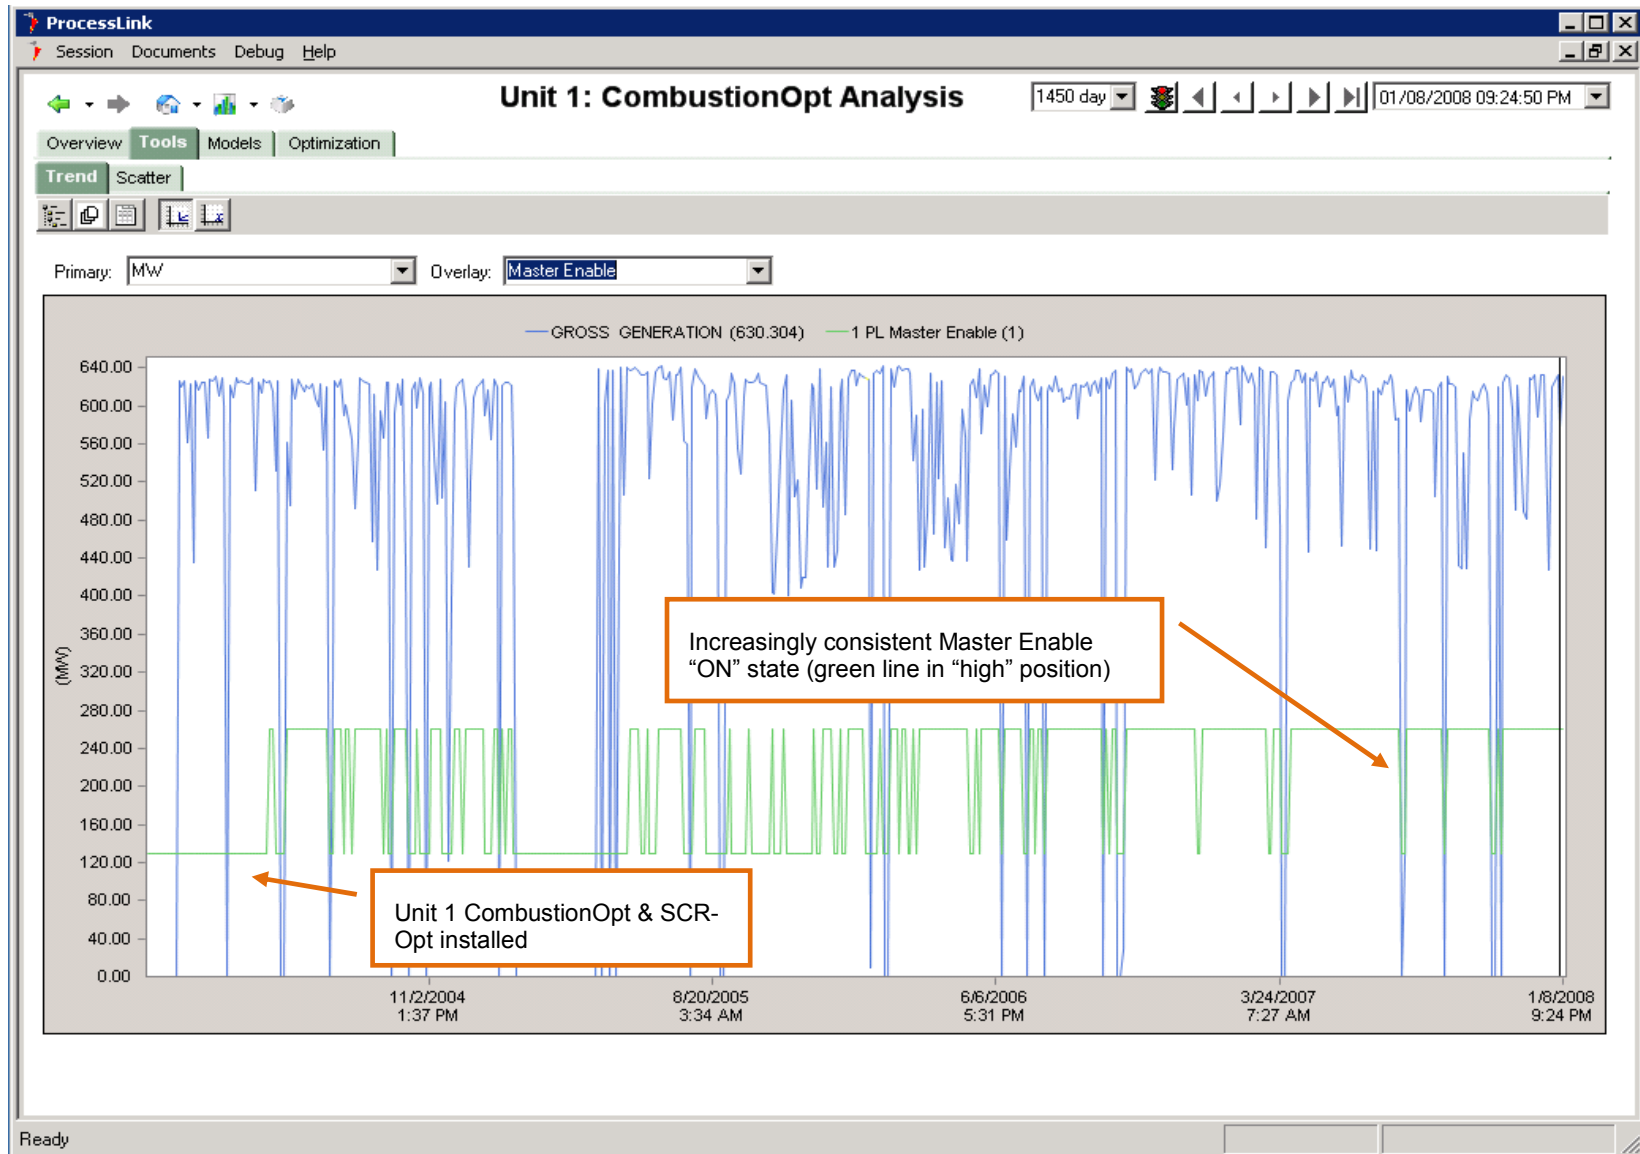 ProcessLink
Session Documents Debug Help
Unit 1: CombustionOpt Analysis
1450 day
01/08/2008 09:24:50 PM
Overview Tools Models Optimization
Trend Scatter
Primary: MW Overlay: Master Enable
GROSS GENERATION (630.304) 1 PL Master Enable (1)
640.00
600.00
560.00
520.00
480.00
440.00
400.00
360.00
320.00
280.00
240.00
200.00
160.00
120.00
80.00
40.00
0.00
(MW)
Increasingly consistent Master Enable
“ON” state (green line in “high” position)
Unit 1 CombustionOpt & SCR-
Opt installed
11/2/2004 8/20/2005 6/6/2006 3/24/2007 1/8/2008
1:37 PM 3:34 AM 5:31 PM 7:27 AM 9:24 PM
Ready